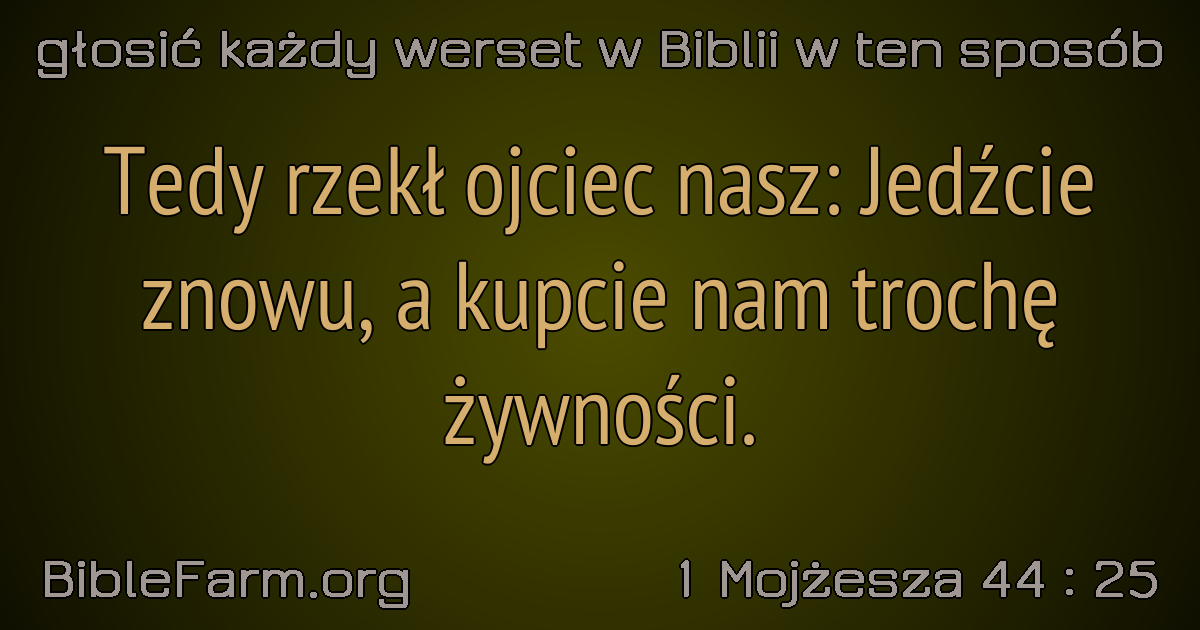 głosić każdy werset w Biblii w ten sposób
Tedy rzekł ojciec nasz: Jedźcie
znowu, a kupcie nam trochę
żywności.
BibleFarm.org
1 Mojżesza 44 : 25